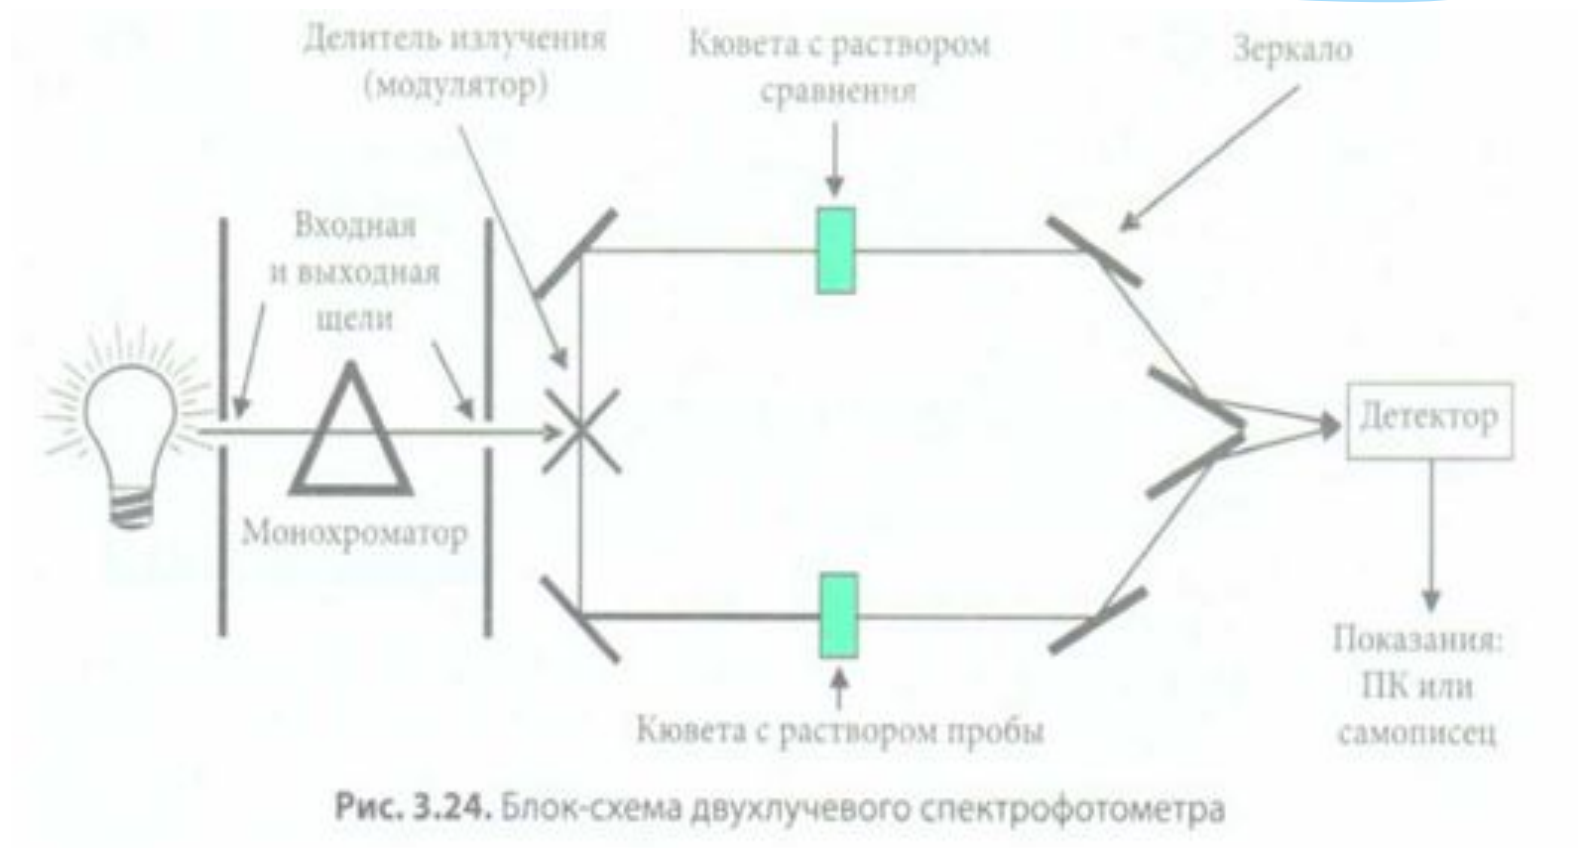 Делитель излучения
(модулятор)
Кювета с раствором
сравнения
Зеркало
Входная
и выходная
щели
Монохроматор
Детектор
Показания:
ПК или
самописец
Кювета с раствором пробы
Рис. 3.24. Блок-схема двухлучевого спектрофотометра